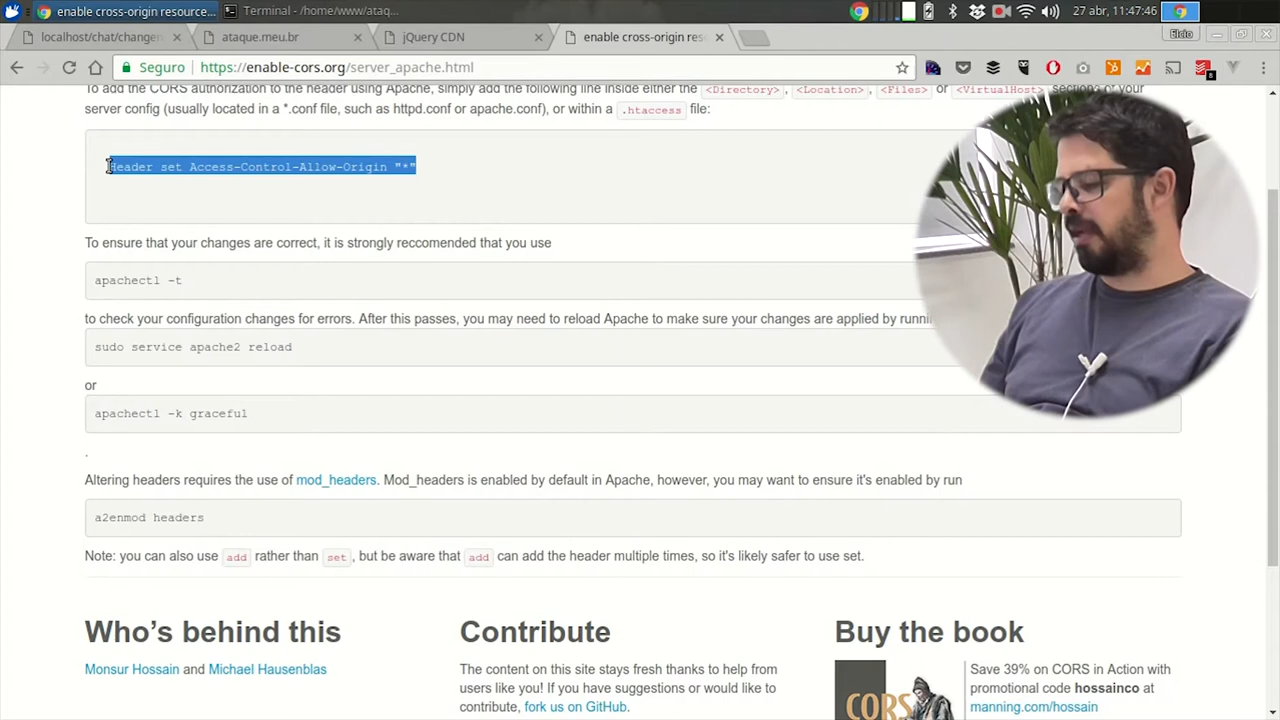 enable cross-origin resource...
Terminal - /home/www/ataq...
27 abr, 11:47:46
localhost/chat/changen
ataque.meu.br
jQuery CDN
enable cross-origin res
Elcio
Seguro
https://enable-cors.org/server_apache.html
8
To add the CORS authorization to the header using Apache, simply add the following line inside either the <Directory>, <Location>, <Files> or <VirtualHost> sections of your
server config (usually located in a *.conf file, such as httpd.conf or apache.conf), or within a .htaccess file:
Header set Access-Control-Allow-Origin "*"
To ensure that your changes are correct, it is strongly reccomended that you use
apachectl -t
to check your configuration changes for errors. After this passes, you may need to reload Apache to make sure your changes are applied by
sudo service apache2 reload
or
apachectl -k graceful
.
Altering headers requires the use of mod_headers. Mod_headers is enabled by default in Apache, however, you may want to ensure it's enabled by run
a2enmod headers
Note: you can also use add rather than set, but be aware that add can add the header multiple times, so it's likely safer to use set.
Who's behind this
Monsur Hossain and Michael Hausenblas
Contribute
The content on this site stays fresh thanks to help from
users like you! If you have suggestions or would like to
contribute, fork us on GitHub.
Buy the book
CORS
Save 39% on CORS in Action with
promotional code hossainco at
manning.com/hossain